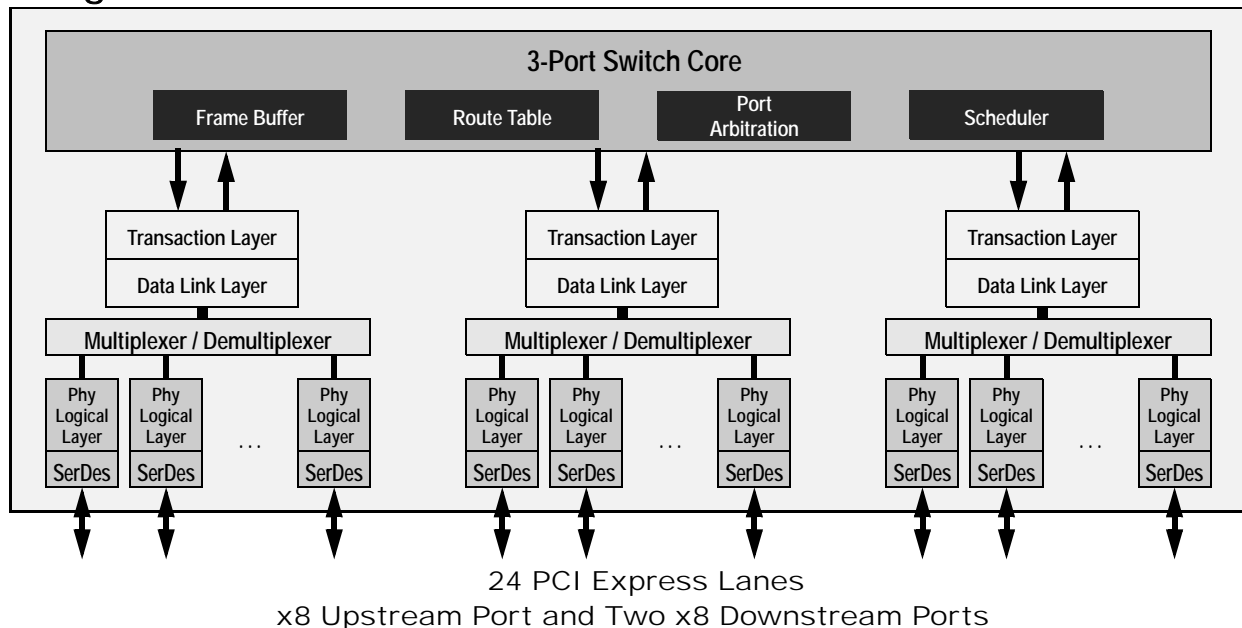 3-Port Switch Core
Frame Buffer
Route Table
Port
Arbitration
Scheduler
Transaction Layer
Data Link Layer
Transaction Layer
Data Link Layer
Transaction Layer
Data Link Layer
Multiplexer / Demultiplexer
Multiplexer / Demultiplexer
Multiplexer / Demultiplexer
Phy
Logical
Layer
SerDes
Phy
Logical
Layer
SerDes
...
Phy
Logical
Layer
SerDes
Phy
Logical
Layer
SerDes
Phy
Logical
Layer
SerDes
...
Phy
Logical
Layer
SerDes
Phy
Logical
Layer
SerDes
Phy
Logical
Layer
SerDes
...
Phy
Logical
Layer
SerDes
24 PCI Express Lanes
x8 Upstream Port and Two x8 Downstream Ports